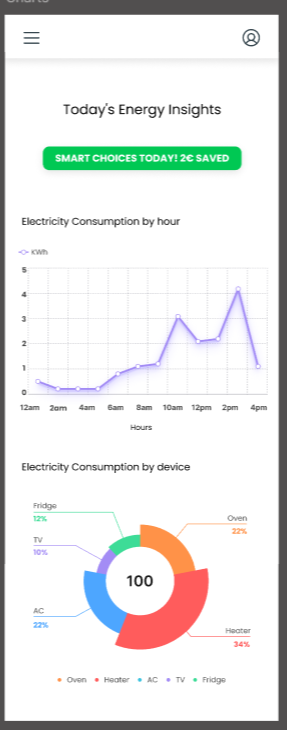 Charts
Today's Energy Insights
SMART CHOICES TODAY! 2€ SAVED
Electricity Consumption by hour
KWh
5
4
3
2
1
0
12am 2am 4am 6am 8am 10am 12pm 2pm 4pm
Hours
Electricity Consumption by device
Fridge
12%
Oven
22%
TV
10%
100
AC
22%
Heater
34%
Oven Heater AC TV Fridge